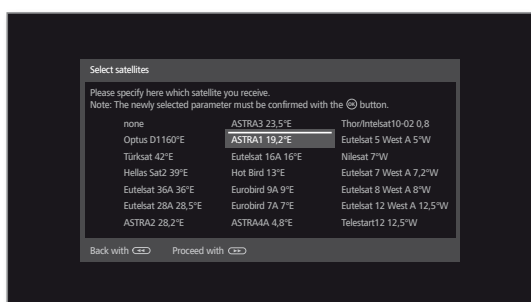 Select satellites
Please specify here which satellite you receive.
Note: The newly selected parameter must be confirmed with the OK button.
none ASTRA3 23,5°E Thor/Intelsat10-02 0,8
Optus D1160°E ASTRA1 19,2°E Eutelsat 5 West A 5°W
Türksat 42°E Eutelsat 16A 16°E Nilesat 7°W
Hellas Sat2 39°E Hot Bird 13°E Eutelsat 7 West A 7,2°W
Eutelsat 36A 36°E Eurobird 9A 9°E Eutelsat 8 West A 8°W
Eutelsat 28A 28,5°E Eurobird 7A 7°E Eutelsat 12 West A 12,5°W
ASTRA2 28,2°E ASTRA4A 4,8°E Telestart12 12,5°W
Back with Proceed with